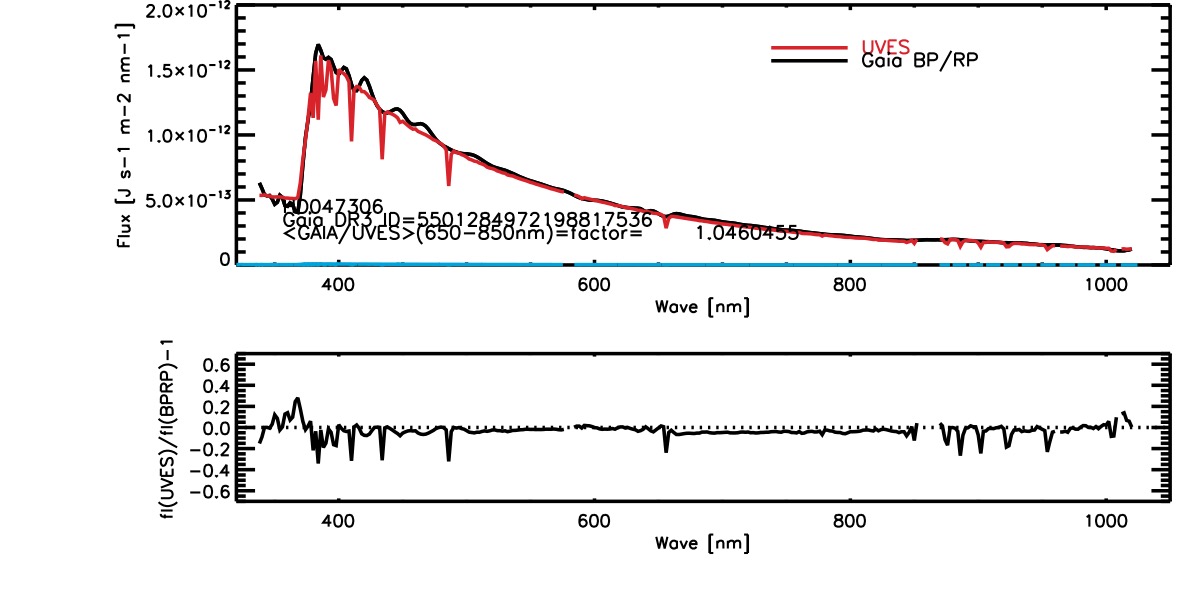 2.0×10−12
1.5×10−12
1.0×10−12
5.0×10−13
0
Flux [J s−1 m−2 nm−1]
UVES
Gaia BP/RP
HD047306
Gaia DR3 ID=5501284972198817536
<GAIA/UVES>(650−850nm)=factor= 1.0460455
400 600 800 1000
Wave [nm]
fl(UVES)/fl(BPRP)−1
0.6
0.4
0.2
0.0
−0.2
−0.4
−0.6
400 600 800 1000
Wave [nm]